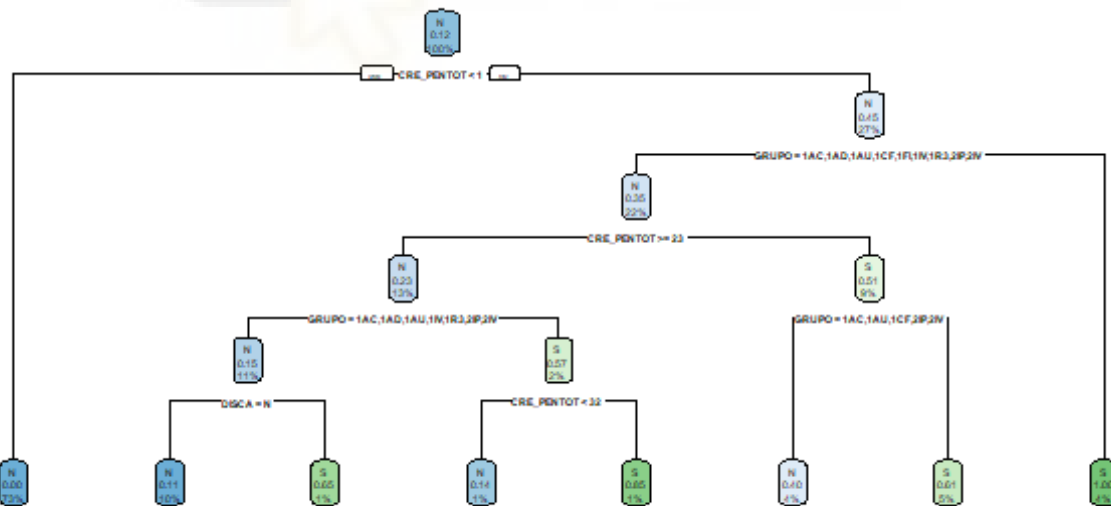 N
0.12
100%
CRE_PENTOT < 1
N
0.45
27%
GRUPO = 1AC,1AD,1AU,1CF,1FI,1IV,1R3,2IP,2IV
N
0.35
22%
CRE_PENTOT >= 23
N
0.23
13%
S
0.51
9%
GRUPO = 1AC,1AD,1AU,1IV,1R3,2IP,2IV
GRUPO = 1AC,1AU,1CF,2IP,2IV
N
0.15
11%
S
0.57
2%
DISCA = N
CRE_PENTOT < 32
N
0.00
73%
N
0.11
10%
S
0.65
1%
N
0.14
1%
S
0.85
1%
N
0.40
4%
S
0.61
5%
S
1.00
4%